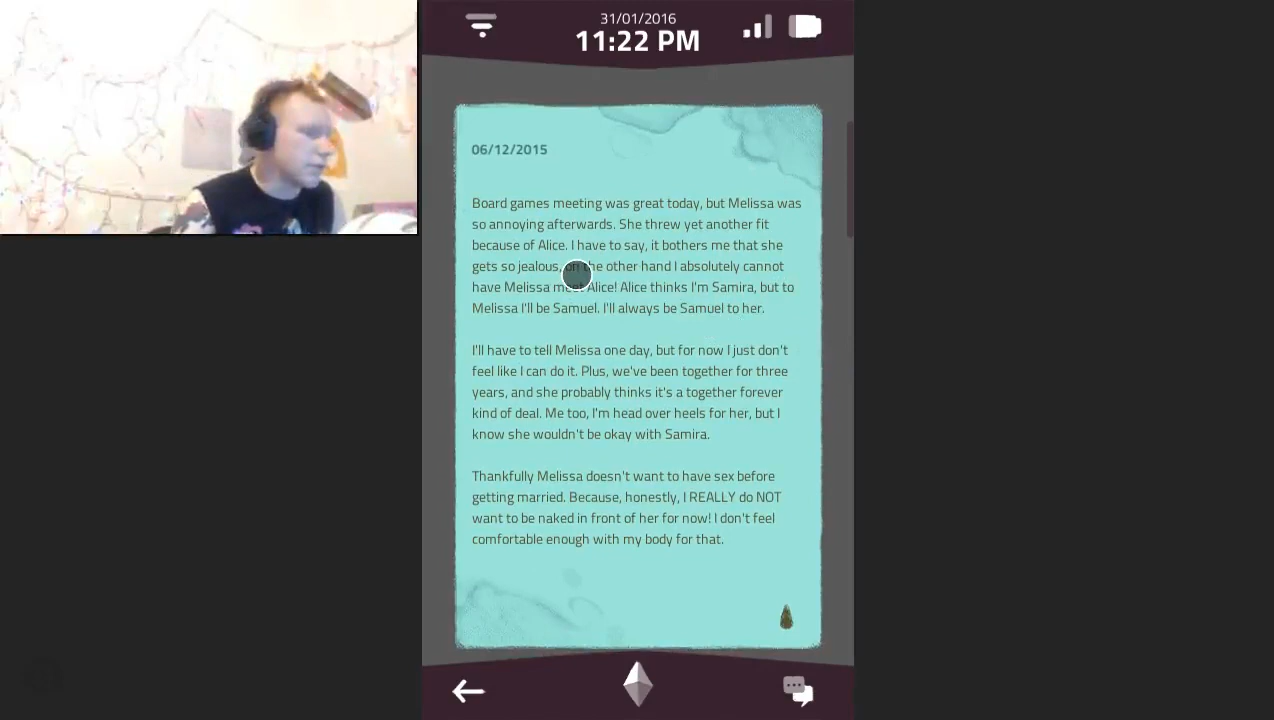 31/01/2016
11:22 PM
06/12/2015
Board games meeting was great today, but Melissa was
so annoying afterwards. She threw yet another fit
because of Alice. I have to say, it bothers me that she
gets so jealous, on the other hand I absolutely cannot
have Melissa meet Alice! Alice thinks I'm Samira, but to
Melissa I'll be Samuel. I'll always be Samuel to her.
I'll have to tell Melissa one day, but for now I just don't
feel like I can do it. Plus, we've been together for three
years, and she probably thinks it's a together forever
kind of deal. Me too, I'm head over heels for her, but I
know she wouldn't be okay with Samira.
Thankfully Melissa doesn't want to have sex before
getting married. Because, honestly, I REALLY do NOT
want to be naked in front of her for now! I don't feel
comfortable enough with my body for that.